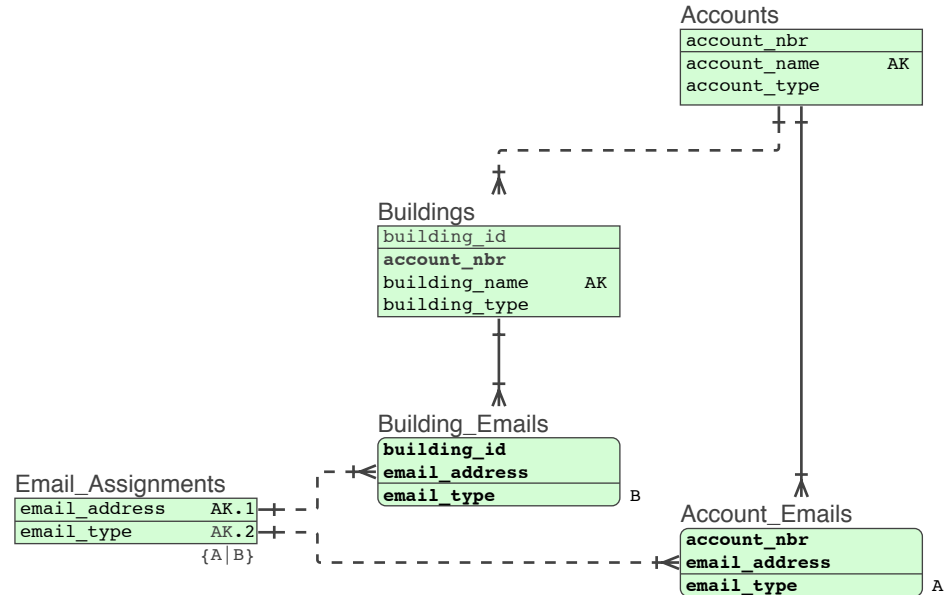 Accounts
account_nbr
account_name AK
account_type
Buildings
building_id
account_nbr
building_name AK
building_type
Building_Emails
building_id
email_address
email_type B
Email_Assignments
email_address AK.1
email_type AK.2
{A|B}
Account_Emails
account_nbr
email_address
email_type A